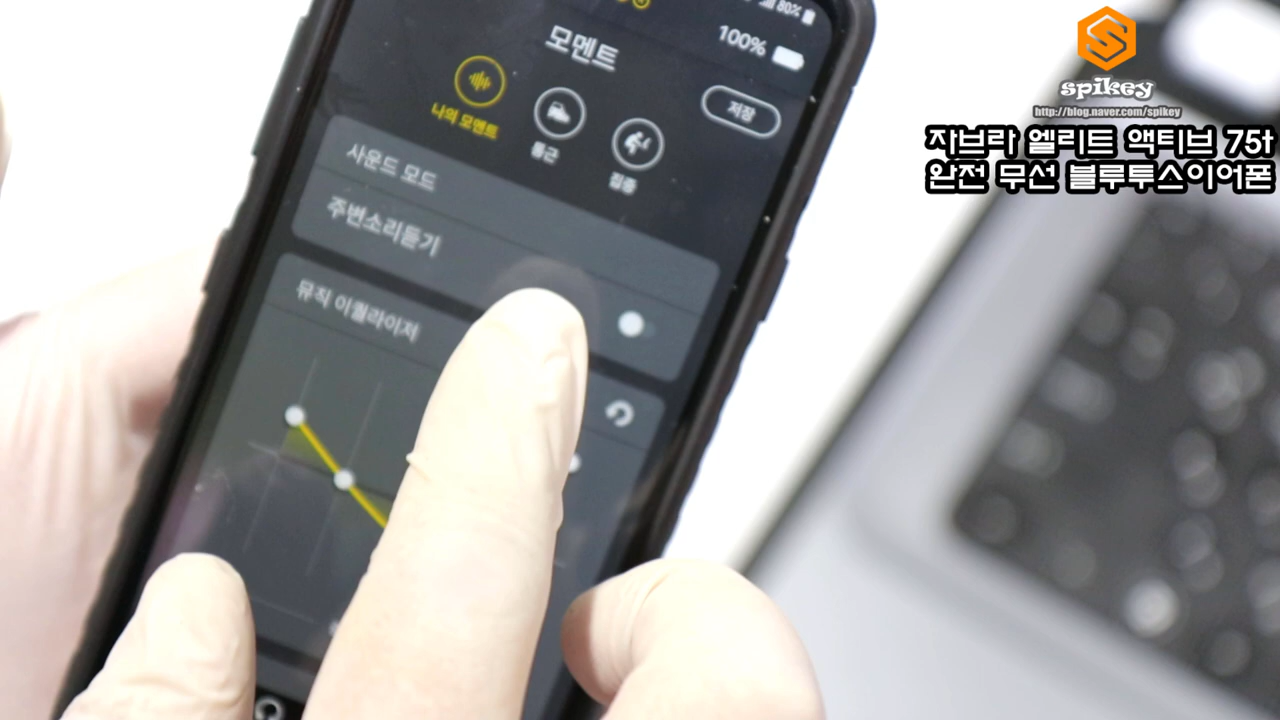 80%
100%
모멘트
저장
나의 모멘트
통근
집중
사운드 모드
주변소리듣기
뮤직 이퀄라이저
spikey
http://blog.naver.com/spikey
자브라 엘리트 액티브 75t
완전 무선 블루투스이어폰